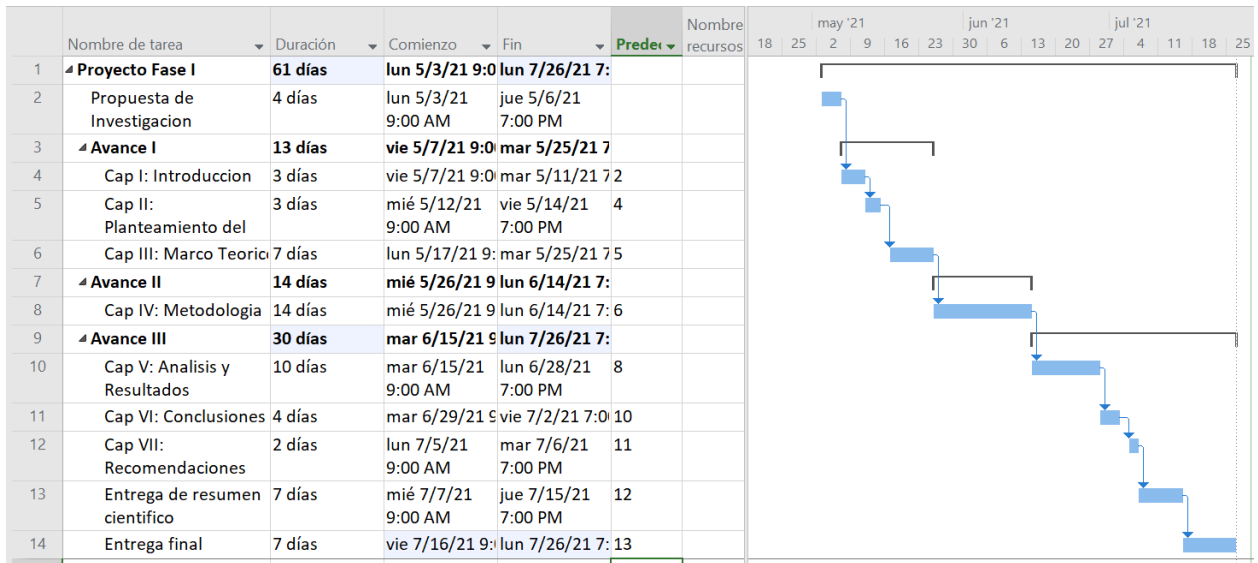 Nombre may '21 jun '21 jul '21
Nombre de tarea Duración Comienzo Fin Predec recursos 18 25 2 9 16 23 30 6 13 20 27 4 11 18 25
1 Proyecto Fase I 61 días lun 5/3/21 9:0 lun 7/26/21 7:
2 Propuesta de 4 días lun 5/3/21 jue 5/6/21
Investigacion 9:00 AM 7:00 PM
3 Avance I 13 días vie 5/7/21 9:00 mar 5/25/21 7
4 Cap I: Introduccion 3 días vie 5/7/21 9:00 mar 5/11/21 7 2
5 Cap II: 3 días mié 5/12/21 vie 5/14/21 4
Planteamiento del 9:00 AM 7:00 PM
6 Cap III: Marco Teorico 7 días lun 5/17/21 9: mar 5/25/21 7 5
7 Avance II 14 días mié 5/26/21 9 lun 6/14/21 7:
8 Cap IV: Metodologia 14 días mié 5/26/21 9 lun 6/14/21 7: 6
9 Avance III 30 días mar 6/15/21 9 lun 7/26/21 7:
10 Cap V: Analisis y 10 días mar 6/15/21 lun 6/28/21 8
Resultados 9:00 AM 7:00 PM
11 Cap VI: Conclusiones 4 días mar 6/29/21 9 vie 7/2/21 7:00 10
12 Cap VII: 2 días lun 7/5/21 mar 7/6/21 11
Recomendaciones 9:00 AM 7:00 PM
13 Entrega de resumen 7 días mié 7/7/21 jue 7/15/21 12
cientifico 9:00 AM 7:00 PM
14 Entrega final 7 días vie 7/16/21 9: lun 7/26/21 7: 13